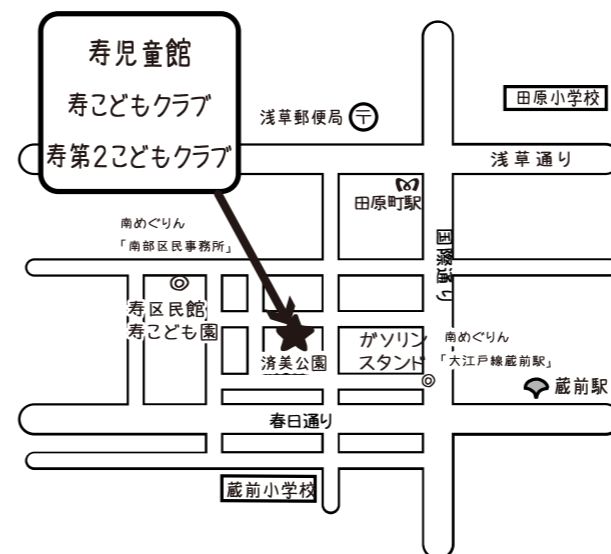 寿児童館
寿こどもクラブ
寿第2こどもクラブ
田原小学校
浅草郵便局
浅草通り
田原町駅
南めぐりん
「南部区民事務所」
国際通り
寿区民館
寿こども園
済美公園
ガソリン
スタンド
南めぐりん
「大江戸線蔵前駅」
蔵前駅
春日通り
蔵前小学校